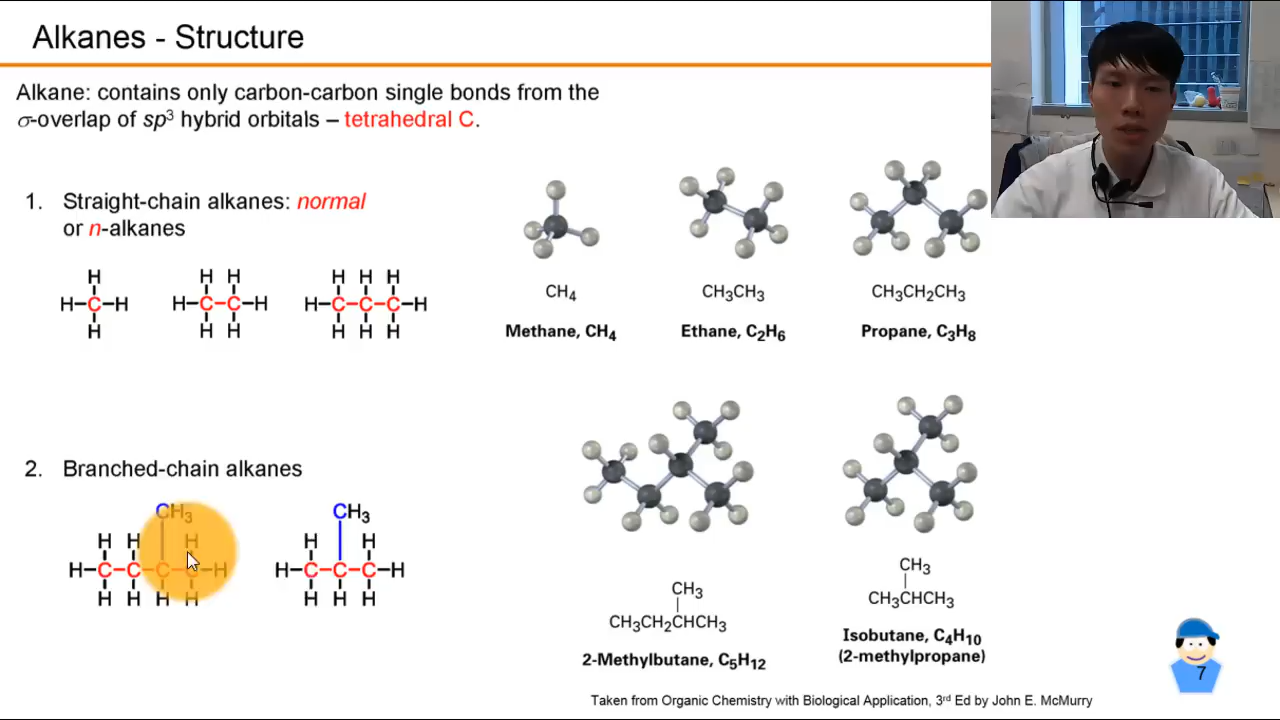 Alkanes - Structure
Alkane: contains only carbon-carbon single bonds from the
σ-overlap of sp³ hybrid orbitals – tetrahedral C.
1. Straight-chain alkanes: normal
or n-alkanes
H
H–C–H
H
H H
H–C–C–H
H H
H H H
H–C–C–C–H
H H H
CH₄
Methane, CH₄
CH₃CH₃
Ethane, C₂H₆
CH₃CH₂CH₃
Propane, C₃H₈
2. Branched-chain alkanes
CH₃
H H H
H–C–C–C–C–H
H H H H
CH₃
H H
H–C–C–C–H
H H H
CH₃
CH₃CH₂CHCH₃
2-Methylbutane, C₅H₁₂
CH₃
CH₃CHCH₃
Isobutane, C₄H₁₀
(2-methylpropane)
7
Taken from Organic Chemistry with Biological Application, 3rd Ed by John E. McMurry